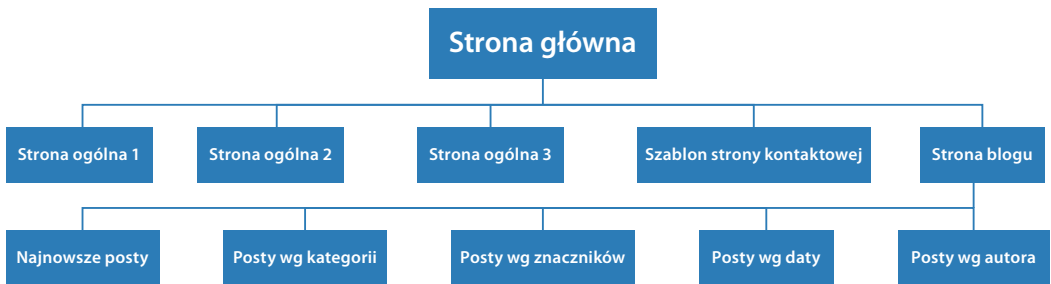 Strona główna
Strona ogólna 1
Strona ogólna 2
Strona ogólna 3
Szablon strony kontaktowej
Strona blogu
Najnowsze posty
Posty wg kategorii
Posty wg znaczników
Posty wg daty
Posty wg autora